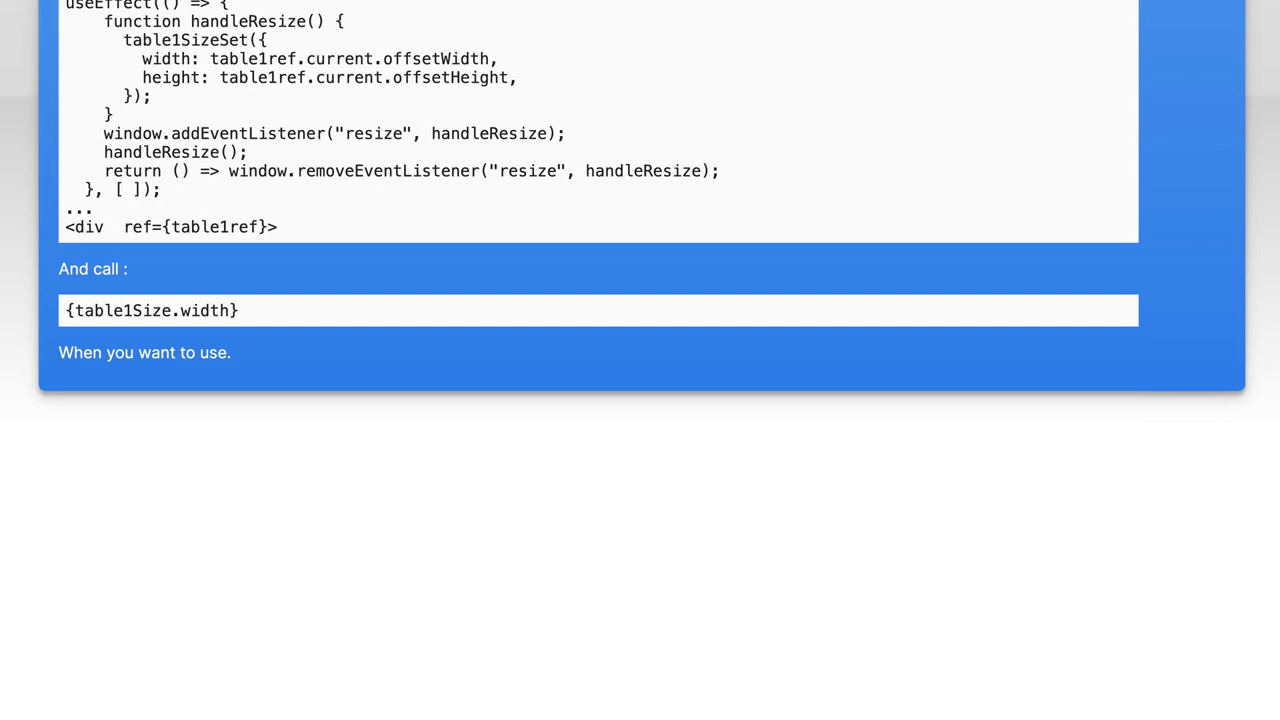 useEffect(() => {
    function handleResize() {
      table1SizeSet({
        width: table1ref.current.offsetWidth,
        height: table1ref.current.offsetHeight,
      });
    }
    window.addEventListener("resize", handleResize);
    handleResize();
    return () => window.removeEventListener("resize", handleResize);
  }, [ ]);
...
<div  ref={table1ref}>
And call :
{table1Size.width}
When you want to use.